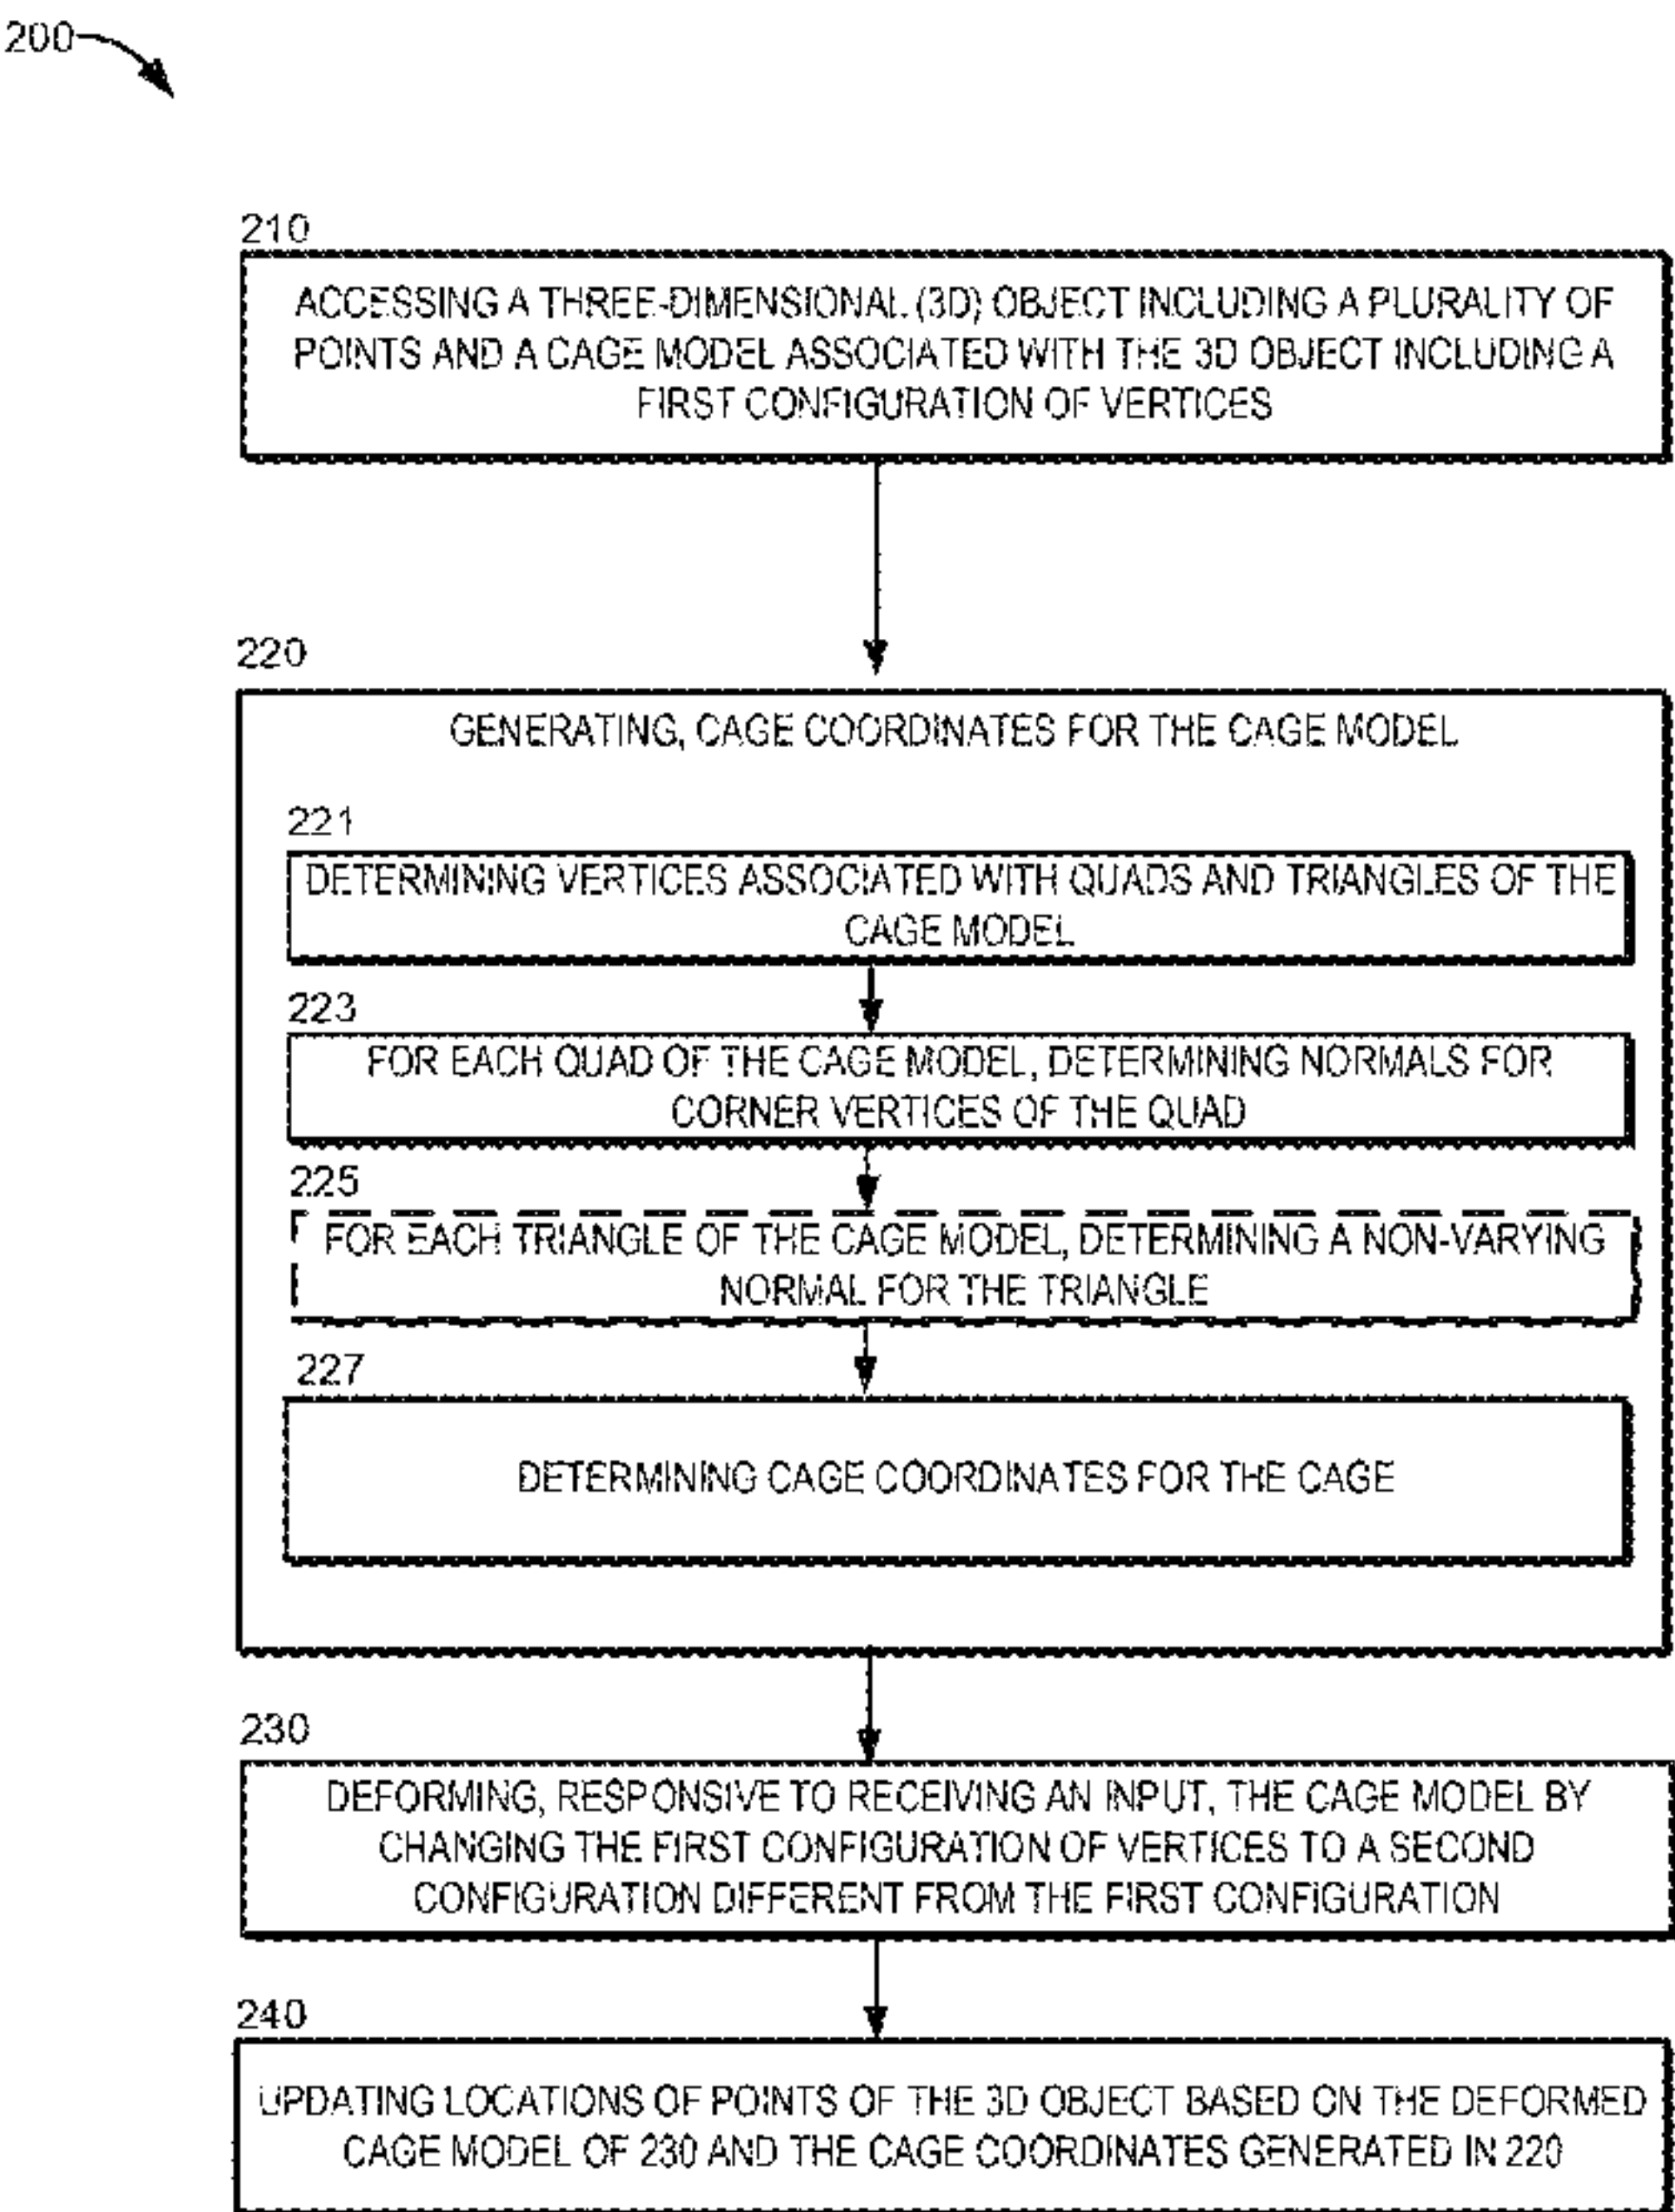 200
210
ACCESSING A THREE-DIMENSIONAL (3D) OBJECT INCLUDING A PLURALITY OF
POINTS AND A CAGE MODEL ASSOCIATED WITH THE 3D OBJECT INCLUDING A
FIRST CONFIGURATION OF VERTICES
220
GENERATING, CAGE COORDINATES FOR THE CAGE MODEL
221
DETERMINING VERTICES ASSOCIATED WITH QUADS AND TRIANGLES OF THE
CAGE MODEL
223
FOR EACH QUAD OF THE CAGE MODEL, DETERMINING NORMALS FOR
CORNER VERTICES OF THE QUAD
225
FOR EACH TRIANGLE OF THE CAGE MODEL, DETERMINING A NON-VARYING
NORMAL FOR THE TRIANGLE
227
DETERMINING CAGE COORDINATES FOR THE CAGE
230
DEFORMING, RESPONSIVE TO RECEIVING AN INPUT, THE CAGE MODEL BY
CHANGING THE FIRST CONFIGURATION OF VERTICES TO A SECOND
CONFIGURATION DIFFERENT FROM THE FIRST CONFIGURATION
240
UPDATING LOCATIONS OF POINTS OF THE 3D OBJECT BASED ON THE DEFORMED
CAGE MODEL OF 230 AND THE CAGE COORDINATES GENERATED IN 220